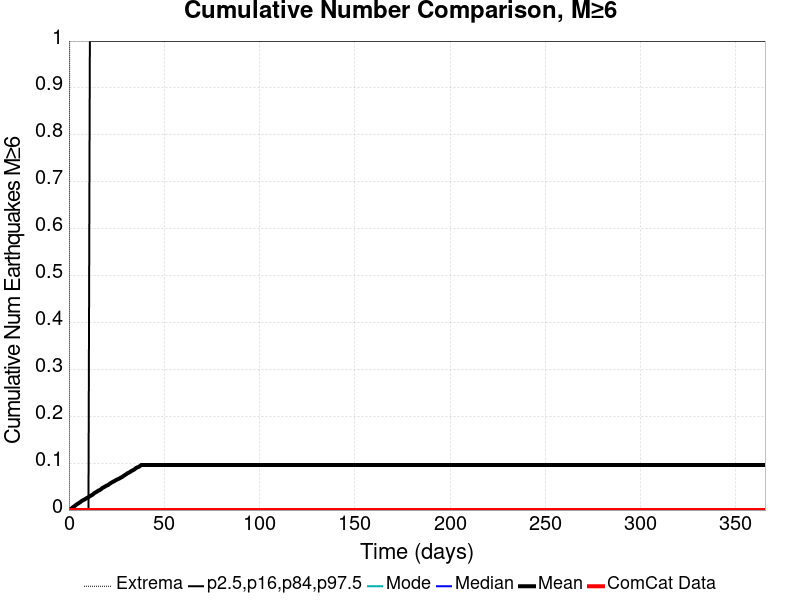 Cumulative Number Comparison, M≥6
Cumulative Num Earthquakes M≥6
1
0.9
0.8
0.7
0.6
0.5
0.4
0.3
0.2
0.1
0
0 50 100 150 200 250 300 350
Time (days)
Extrema p2.5,p16,p84,p97.5 Mode Median Mean ComCat Data